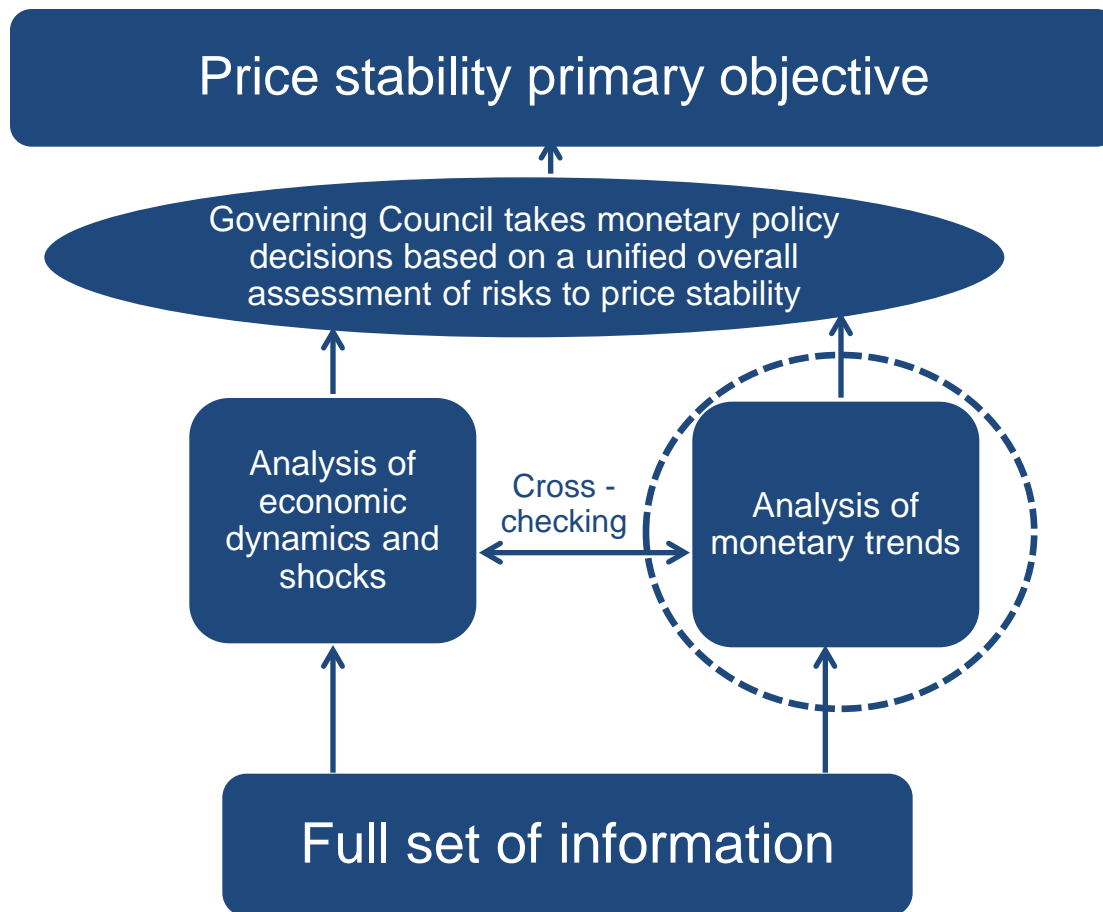 Price stability primary objective
Governing Council takes monetary policy
decisions based on a unified overall
assessment of risks to price stability
Analysis of
economic
dynamics and
shocks
Cross -
checking
Analysis of
monetary trends
Full set of information